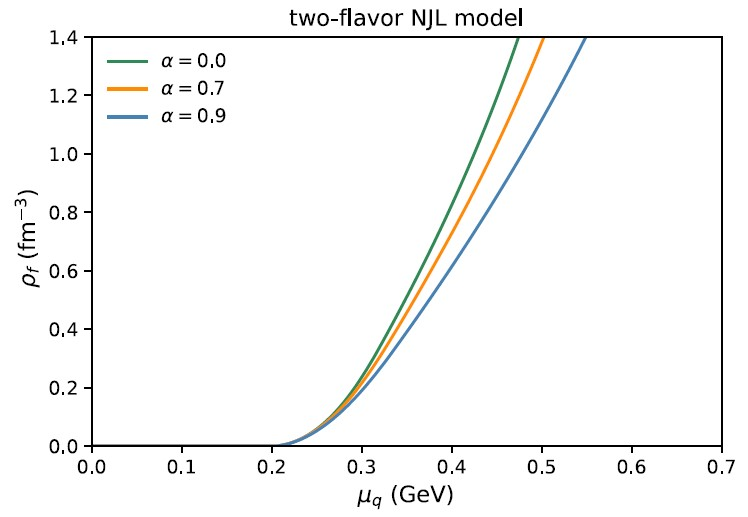 two-flavor NJL model
α = 0.0
α = 0.7
α = 0.9
ρ_f (fm⁻³)
1.4
1.2
1.0
0.8
0.6
0.4
0.2
0.0
0.0 0.1 0.2 0.3 0.4 0.5 0.6 0.7
μ_q (GeV)